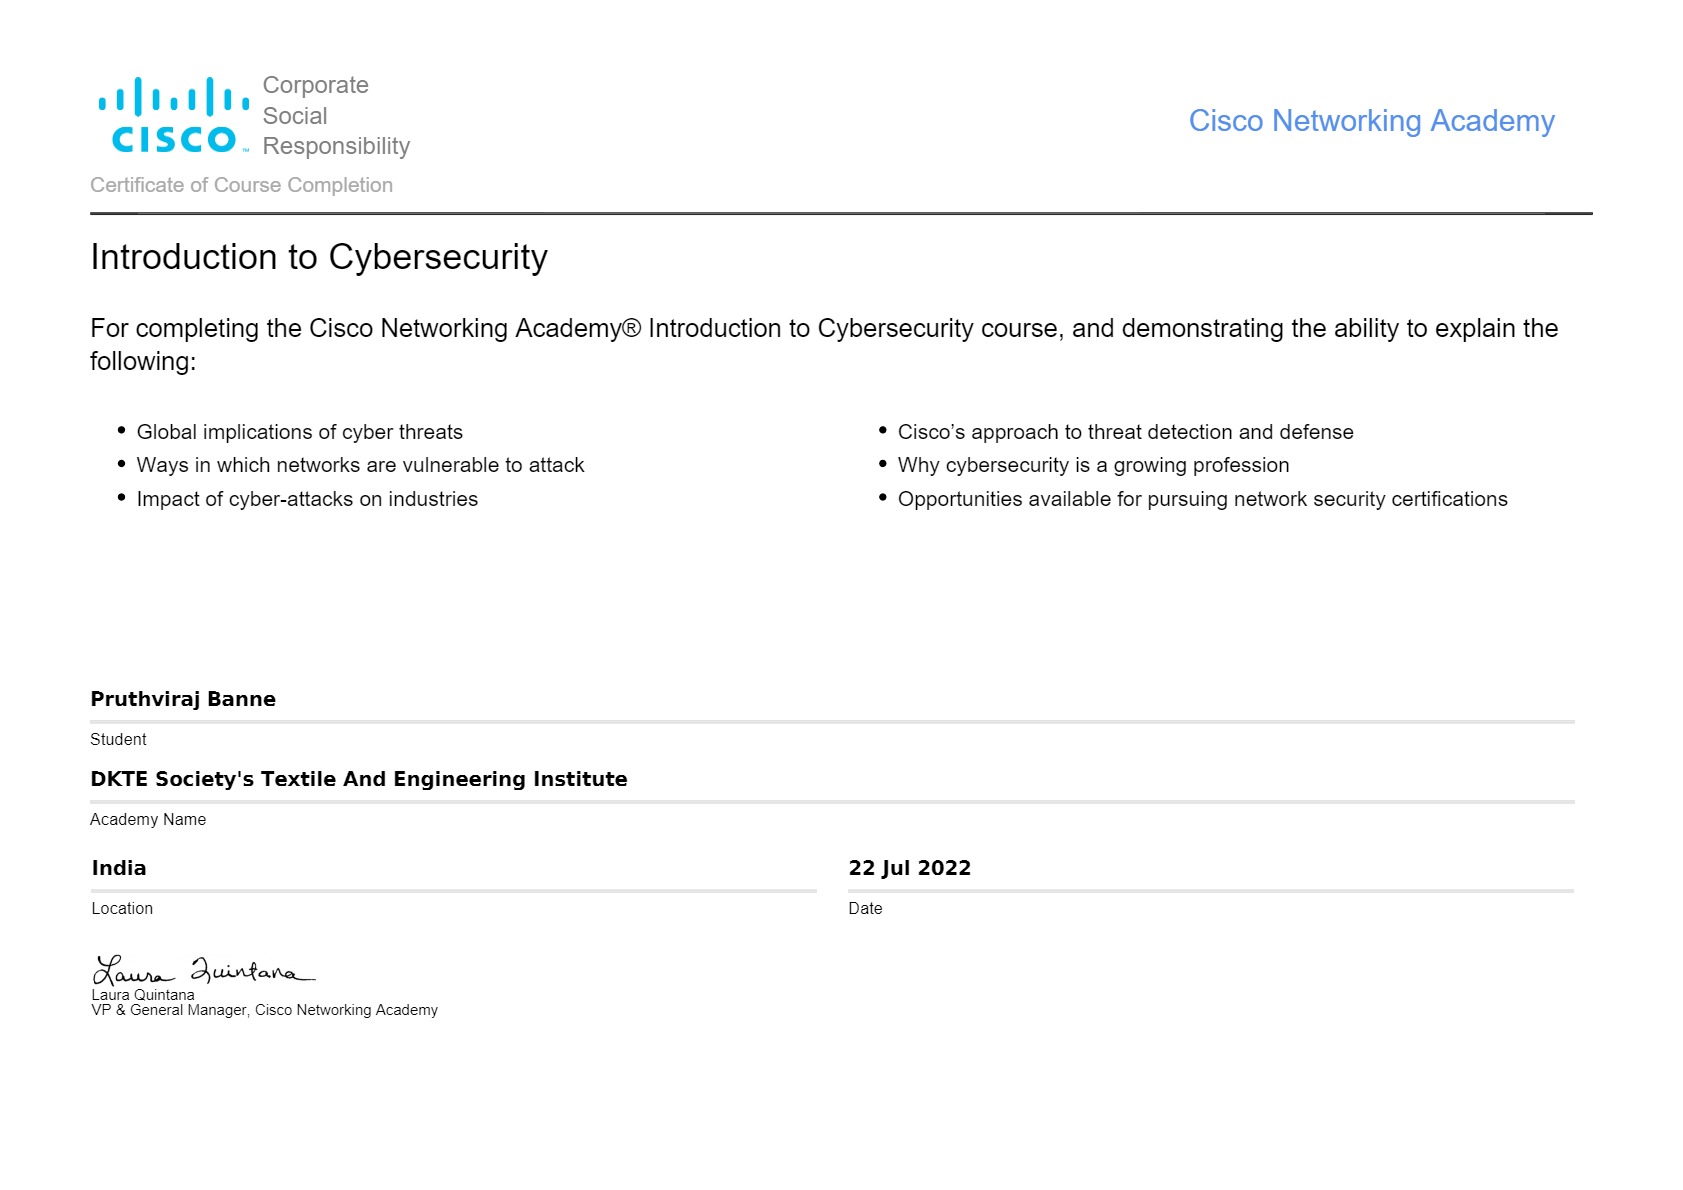 Corporate
Social
Responsibility
CISCO™
Cisco Networking Academy
Certificate of Course Completion
Introduction to Cybersecurity
For completing the Cisco Networking Academy® Introduction to Cybersecurity course, and demonstrating the ability to explain the
following:
• Global implications of cyber threats
• Ways in which networks are vulnerable to attack
• Impact of cyber-attacks on industries
• Cisco’s approach to threat detection and defense
• Why cybersecurity is a growing profession
• Opportunities available for pursuing network security certifications
Pruthviraj Banne
Student
DKTE Society's Textile And Engineering Institute
Academy Name
India
Location
22 Jul 2022
Date
Laura Quintana
Laura Quintana
VP & General Manager, Cisco Networking Academy